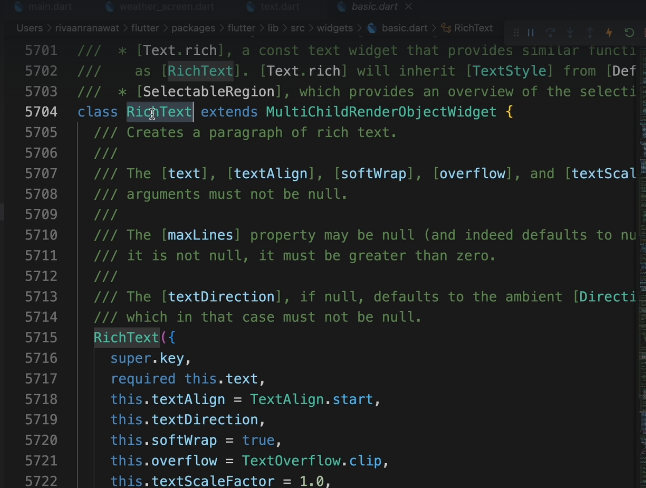 main.dart weather_screen.dart text.dart basic.dart ×
Users > rivaanranawat > flutter > packages > flutter > lib > src > widgets > basic.dart > RichText
5701 /// * [Text.rich], a const text widget that provides similar functi
5702 /// as [RichText]. [Text.rich] will inherit [TextStyle] from [Def
5703 /// * [SelectableRegion], which provides an overview of the selecti
5704 class RichText extends MultiChildRenderObjectWidget {
5705 /// Creates a paragraph of rich text.
5706 ///
5707 /// The [text], [textAlign], [softWrap], [overflow], and [textScal
5708 /// arguments must not be null.
5709 ///
5710 /// The [maxLines] property may be null (and indeed defaults to nu
5711 /// it is not null, it must be greater than zero.
5712 ///
5713 /// The [textDirection], if null, defaults to the ambient [Directi
5714 /// which in that case must not be null.
5715 RichText({
5716 super.key,
5717 required this.text,
5718 this.textAlign = TextAlign.start,
5719 this.textDirection,
5720 this.softWrap = true,
5721 this.overflow = TextOverflow.clip,
5722 this.textScaleFactor = 1.0,